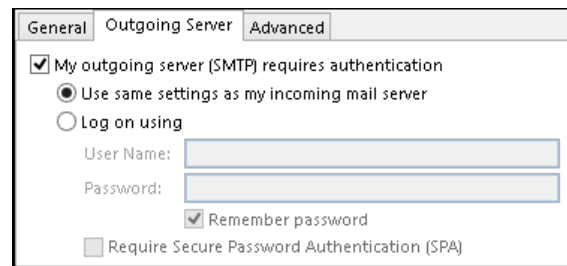 General Outgoing Server Advanced
My outgoing server (SMTP) requires authentication
Use same settings as my incoming mail server
Log on using
User Name:
Password:
Remember password
Require Secure Password Authentication (SPA)